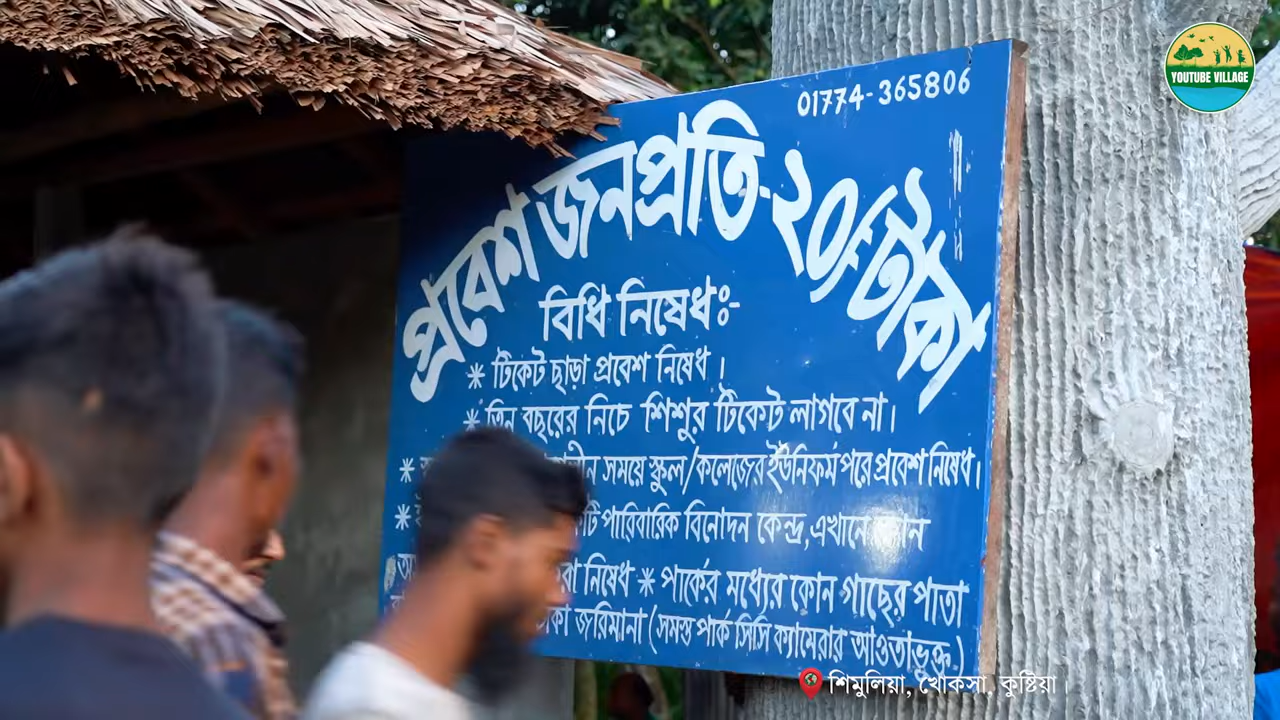 YOUTUBE VILLAGE
01774-365806
প্রবেশ জনপ্রতি-২০/=টাকা
বিধি নিষেধঃ-
* টিকেট ছাড়া প্রবেশ নিষেধ ।
* তিন বছরের নিচে শিশুর টিকেট লাগবে না।
* সময়ে স্কুল/কলেজের ইউনিফর্ম পরে প্রবেশ নিষেধ।
* পারিবারিক বিনোদন কেন্দ্র, এখানে কোন
নিষেধ * পার্কের মধ্যের কোন গাছের পাতা
জরিমানা (সমস্ত পার্ক সিসি ক্যামেরার আওতাভূক্ত)
শিমুলিয়া, খোকসা, কুষ্টিয়া।